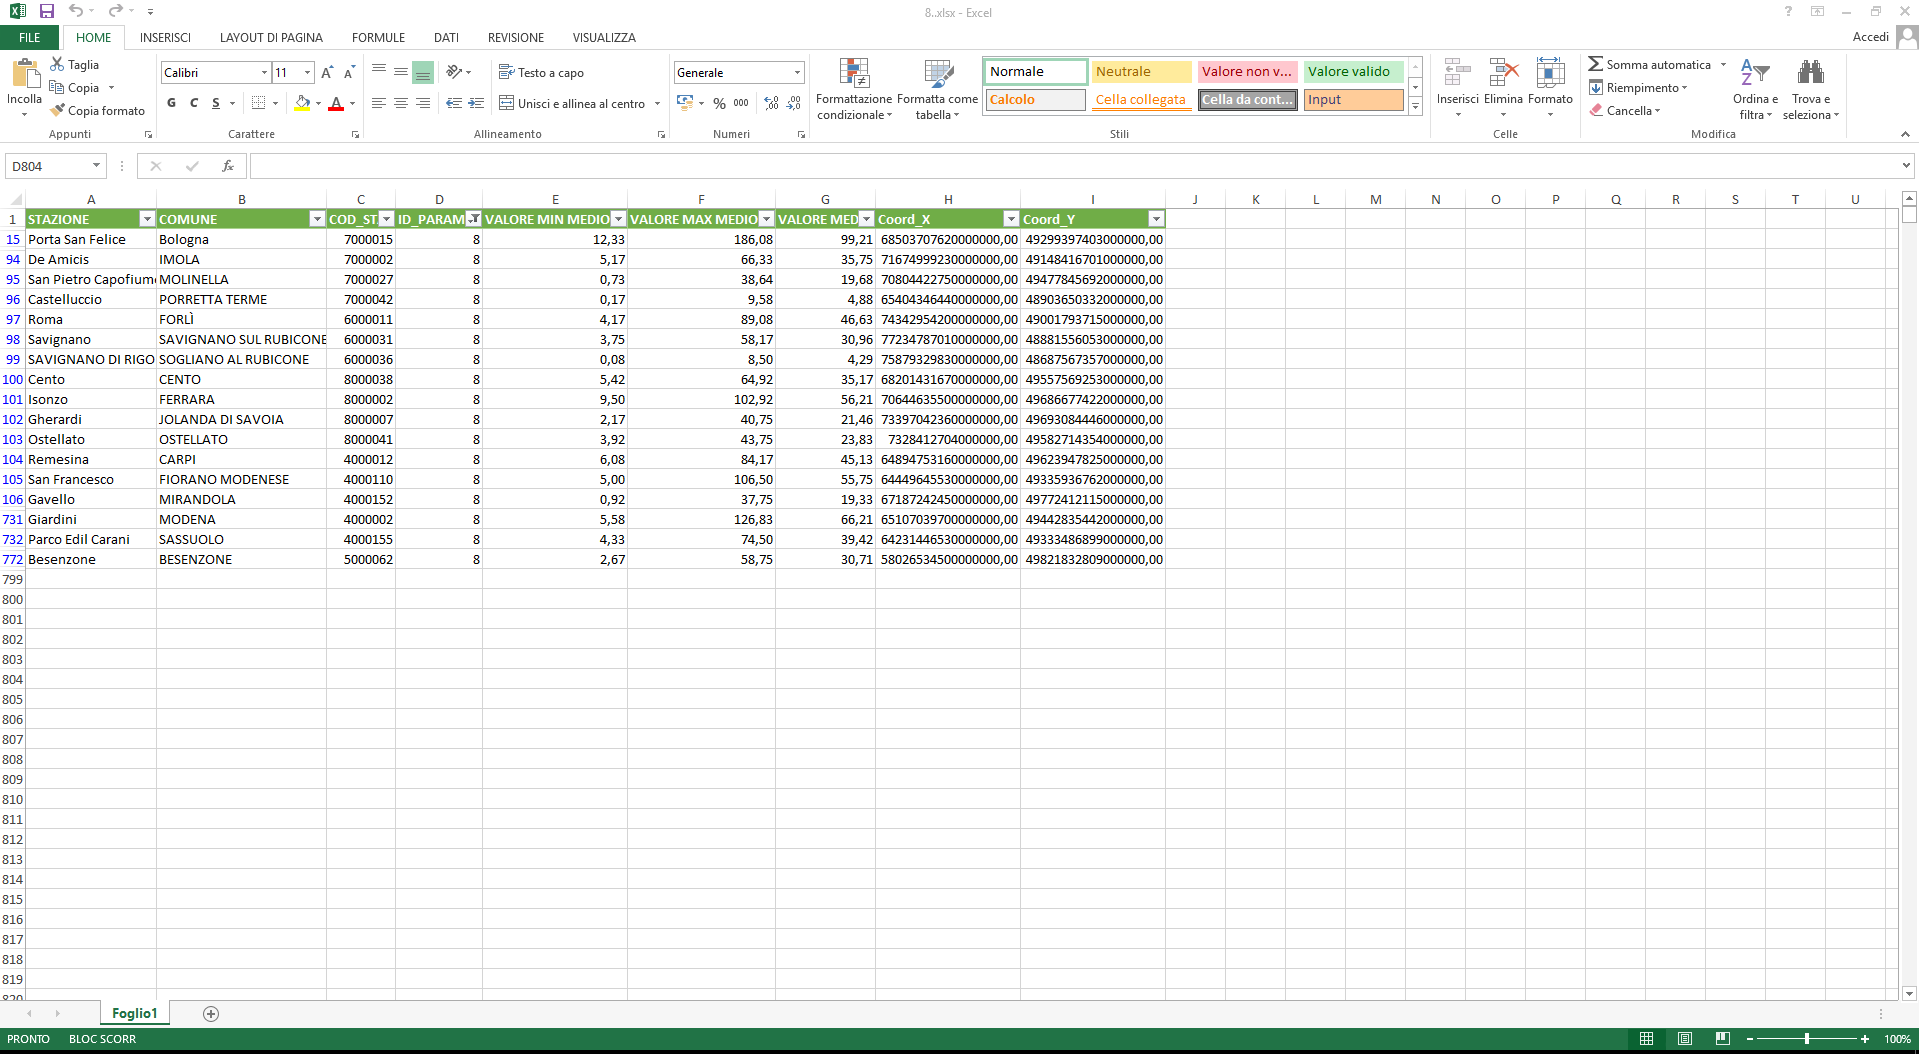 8..xlsx - Excel
FILE HOME INSERISCI LAYOUT DI PAGINA FORMULE DATI REVISIONE VISUALIZZA Accedi
Incolla
Taglia
Copia
Copia formato
Appunti
Calibri 11
G C S
Carattere
Testo a capo
Unisci e allinea al centro
Allineamento
Generale
% 000
Numeri
Formattazione condizionale
Formatta come tabella
Normale Neutrale Valore non v... Valore valido
Calcolo Cella collegata Cella da cont... Input
Stili
Inserisci Elimina Formato
Celle
Somma automatica
Riempimento
Cancella
Ordina e filtra
Trova e seleziona
Modifica
D804 fx
A B C D E F G H I J K L M N O P Q R S T U
1 STAZIONE COMUNE COD_ST ID_PARAM VALORE MIN MEDIO VALORE MAX MEDIO VALORE MED Coord_X Coord_Y
15 Porta San Felice Bologna 7000015 8 12,33 186,08 99,21 68503707620000000,00 49299397403000000,00
94 De Amicis IMOLA 7000002 8 5,17 66,33 35,75 71674999230000000,00 49148416701000000,00
95 San Pietro Capofium MOLINELLA 7000027 8 0,73 38,64 19,68 70804422750000000,00 49477845692000000,00
96 Castelluccio PORRETTA TERME 7000042 8 0,17 9,58 4,88 65404346440000000,00 48903650332000000,00
97 Roma FORLÌ 6000011 8 4,17 89,08 46,63 74342954200000000,00 49001793715000000,00
98 Savignano SAVIGNANO SUL RUBICONE 6000031 8 3,75 58,17 30,96 77234787010000000,00 48881556053000000,00
99 SAVIGNANO DI RIGO SOGLIANO AL RUBICONE 6000036 8 0,08 8,50 4,29 75879329830000000,00 48687567357000000,00
100 Cento CENTO 8000038 8 5,42 64,92 35,17 68201431670000000,00 49557569253000000,00
101 Isonzo FERRARA 8000002 8 9,50 102,92 56,21 70644635500000000,00 49686677422000000,00
102 Gherardi JOLANDA DI SAVOIA 8000007 8 2,17 40,75 21,46 73397042360000000,00 49693084446000000,00
103 Ostellato OSTELLATO 8000041 8 3,92 43,75 23,83 7328412704000000,00 49582714354000000,00
104 Remesina CARPI 4000012 8 6,08 84,17 45,13 64894753160000000,00 49623947825000000,00
105 San Francesco FIORANO MODENESE 4000110 8 5,00 106,50 55,75 64449645530000000,00 49335936762000000,00
106 Gavello MIRANDOLA 4000152 8 0,92 37,75 19,33 67187242450000000,00 49772412115000000,00
731 Giardini MODENA 4000002 8 5,58 126,83 66,21 65107039700000000,00 49442835442000000,00
732 Parco Edil Carani SASSUOLO 4000155 8 4,33 74,50 39,42 64231446530000000,00 49333486899000000,00
772 Besenzone BESENZONE 5000062 8 2,67 58,75 30,71 58026534500000000,00 49821832809000000,00
799
800
801
802
803
804
805
806
807
808
809
810
811
812
813
814
815
816
817
818
819
820
Foglio1
PRONTO BLOC SCORR 100%